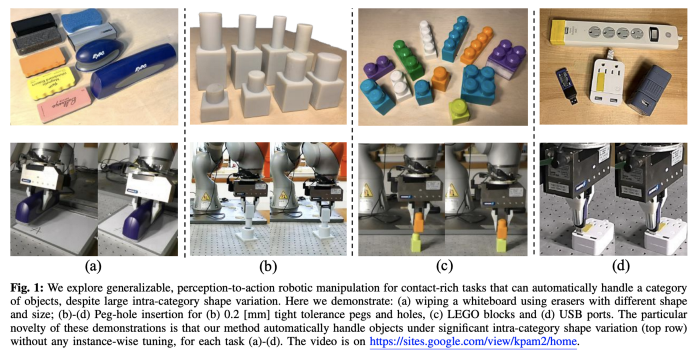 EXPO
(a)
(b)
(c)
(d)
Fig. 1: We explore generalizable, perception-to-action robotic manipulation for contact-rich tasks that can automatically handle a category
of objects, despite large intra-category shape variation. Here we demonstrate: (a) wiping a whiteboard using erasers with different shape
and size; (b)-(d) Peg-hole insertion for (b) 0.2 [mm] tight tolerance pegs and holes, (c) LEGO blocks and (d) USB ports. The particular
novelty of these demonstrations is that our method automatically handle objects under significant intra-category shape variation (top row)
without any instance-wise tuning, for each task (a)-(d). The video is on https://sites.google.com/view/kpam2/home.